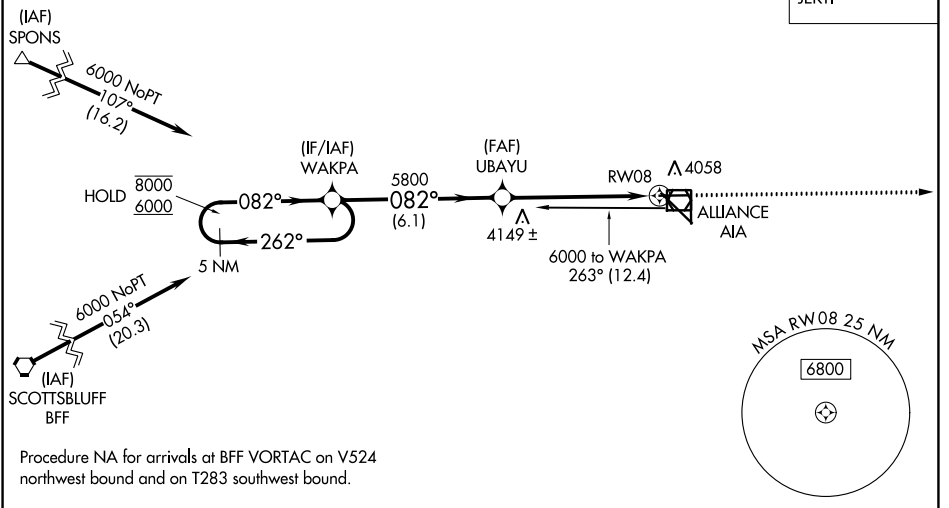 JERTI
(IAF)
SPONS
6000 NoPT
107°
(16.2)
(IF/IAF)
WAKPA
(FAF)
UBAYU
HOLD
8000
6000
082°
262°
5 NM
5800
082°
(6.1)
RW08
4058
4149 ±
ALLIANCE
AIA
6000 to WAKPA
263° (12.4)
6000 NoPT
054°
(20.3)
(IAF)
SCOTTSBLUFF
BFF
MSA RW08 25 NM
6800
Procedure NA for arrivals at BFF VORTAC on V524
northwest bound and on T283 southwest bound.